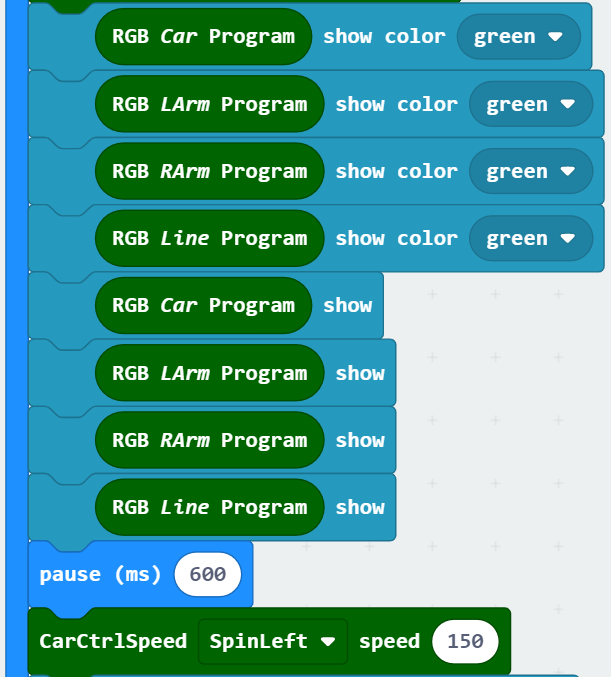 RGB Car Program show color green
RGB LArm Program show color green
RGB RArm Program show color green
RGB Line Program show color green
RGB Car Program show
RGB LArm Program show
RGB RArm Program show
RGB Line Program show
pause (ms) 600
CarCtrlSpeed SpinLeft speed 150